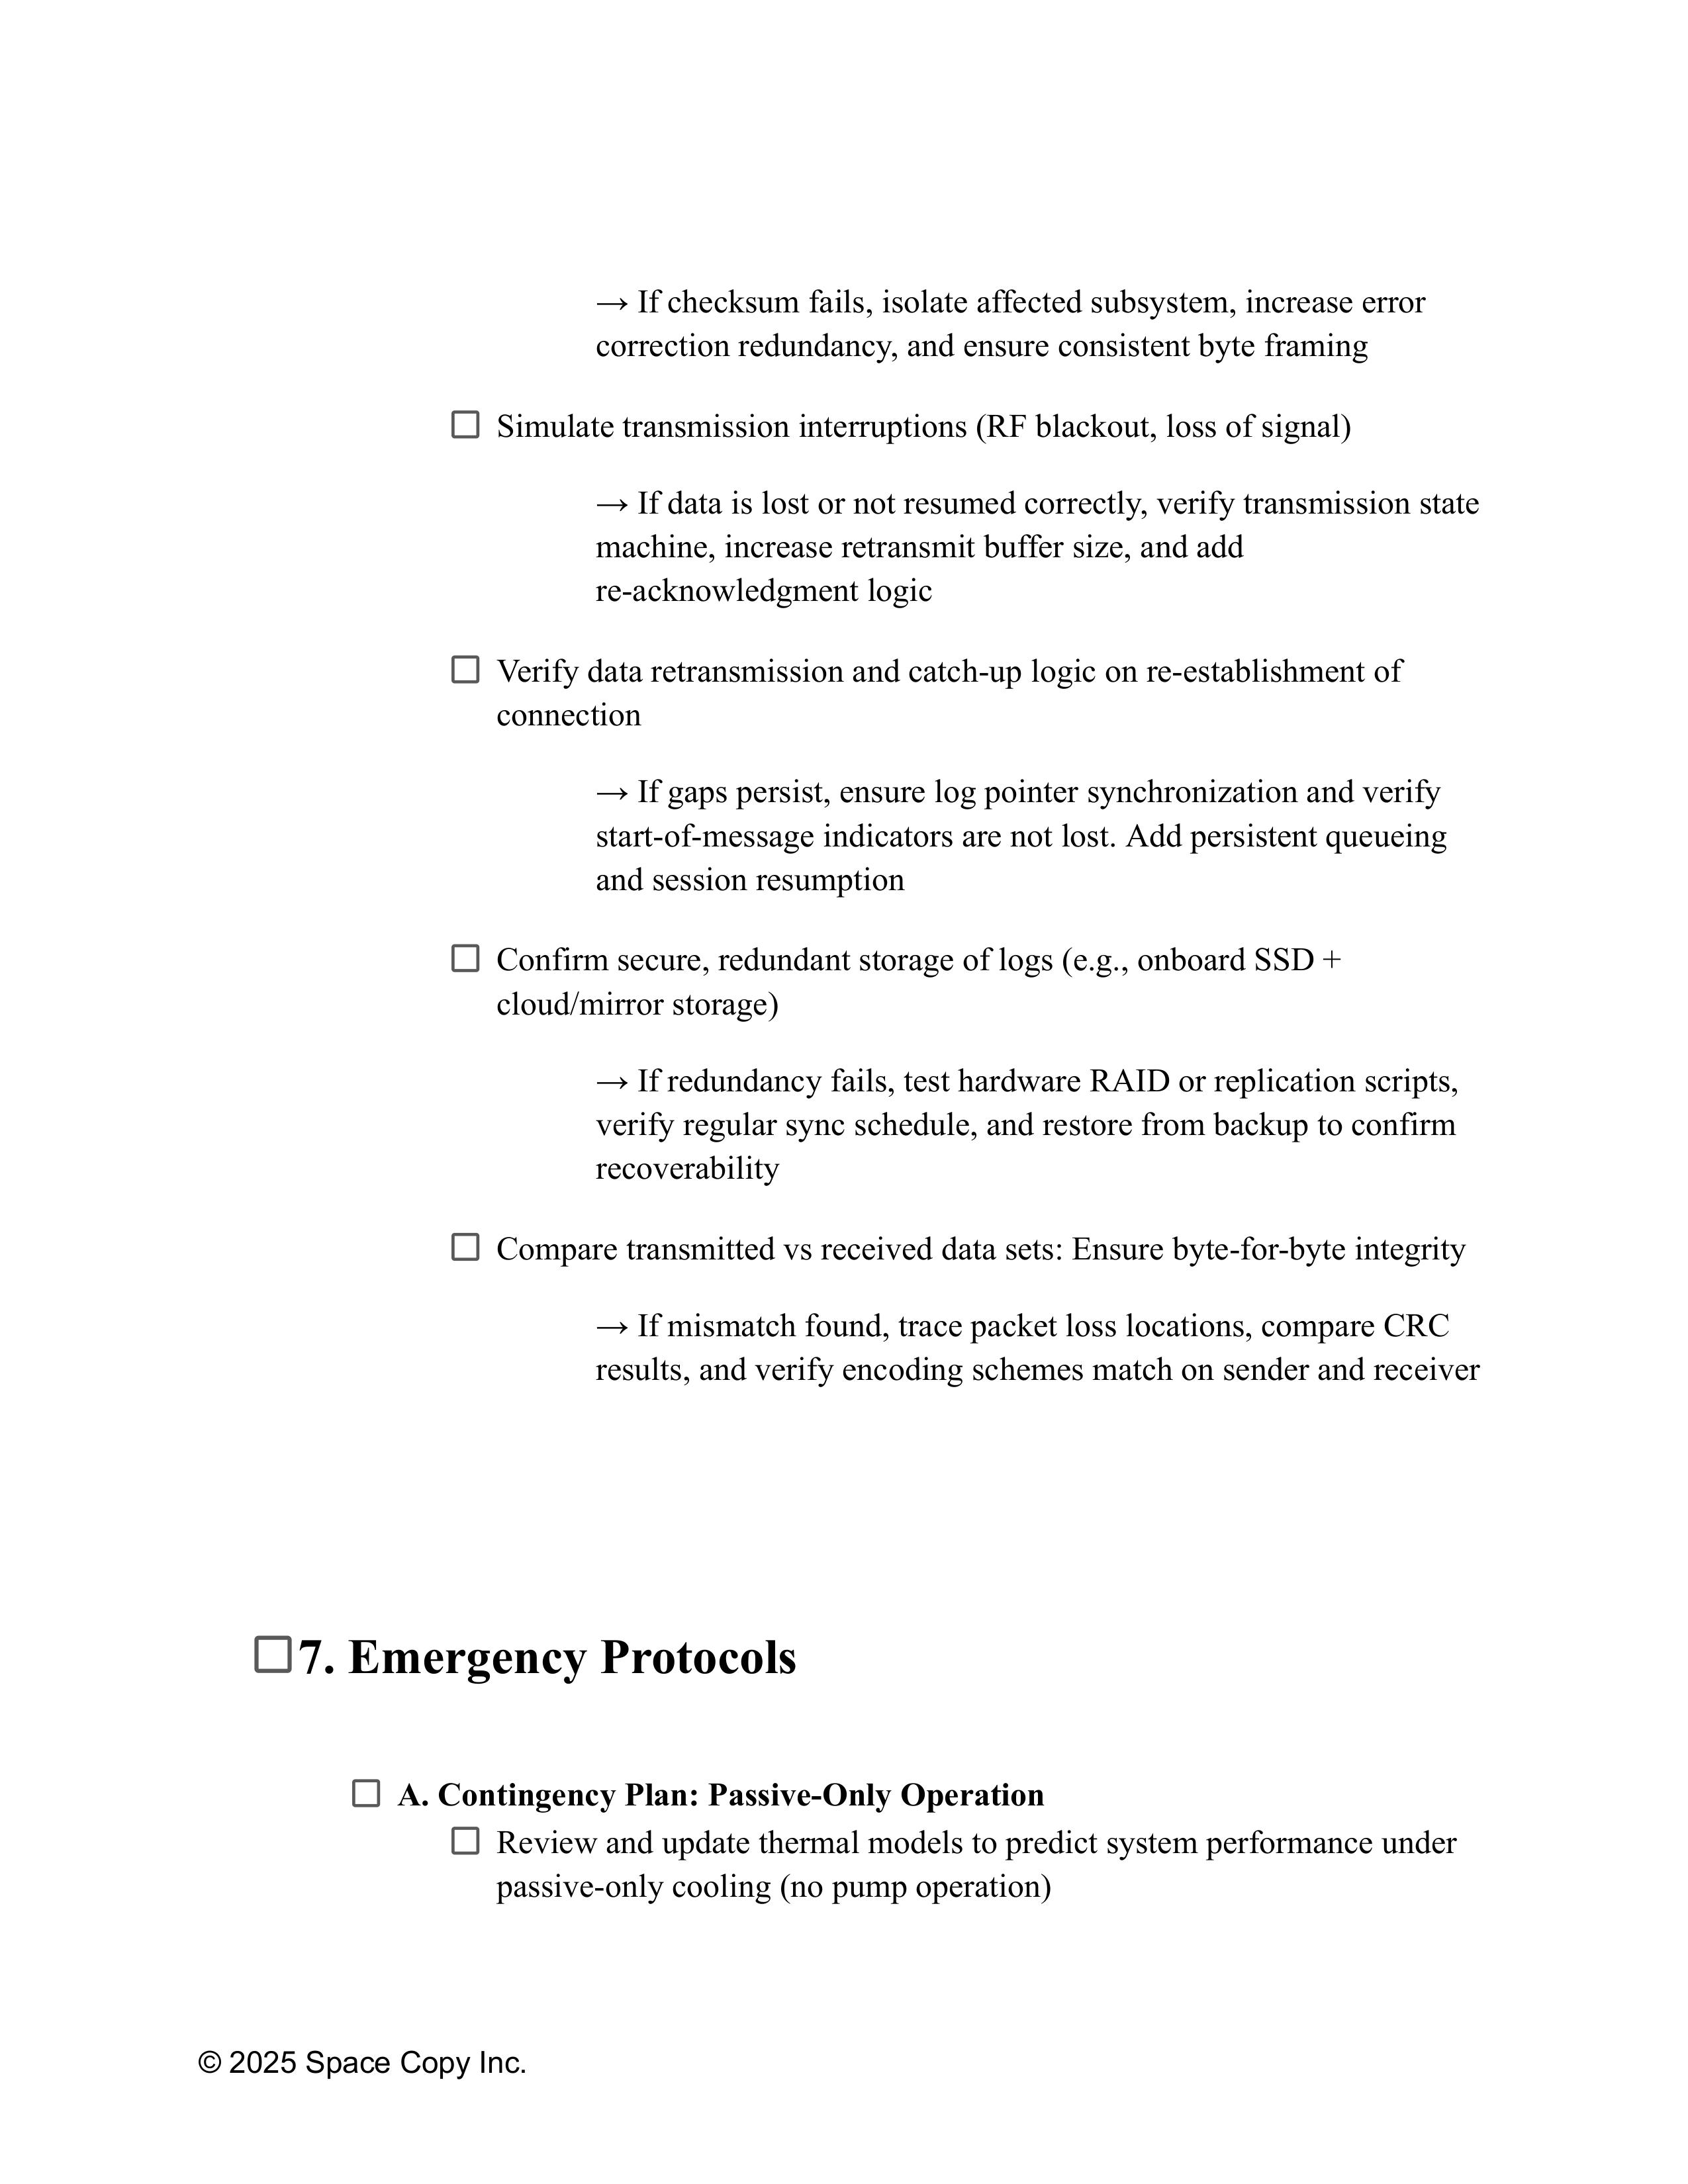 → If checksum fails, isolate affected subsystem, increase error
correction redundancy, and ensure consistent byte framing
☐ Simulate transmission interruptions (RF blackout, loss of signal)
→ If data is lost or not resumed correctly, verify transmission state
machine, increase retransmit buffer size, and add
re-acknowledgment logic
☐ Verify data retransmission and catch-up logic on re-establishment of
connection
→ If gaps persist, ensure log pointer synchronization and verify
start-of-message indicators are not lost. Add persistent queueing
and session resumption
☐ Confirm secure, redundant storage of logs (e.g., onboard SSD +
cloud/mirror storage)
→ If redundancy fails, test hardware RAID or replication scripts,
verify regular sync schedule, and restore from backup to confirm
recoverability
☐ Compare transmitted vs received data sets: Ensure byte-for-byte integrity
→ If mismatch found, trace packet loss locations, compare CRC
results, and verify encoding schemes match on sender and receiver
☐ 7. Emergency Protocols
☐ A. Contingency Plan: Passive-Only Operation
☐ Review and update thermal models to predict system performance under
passive-only cooling (no pump operation)
© 2025 Space Copy Inc.